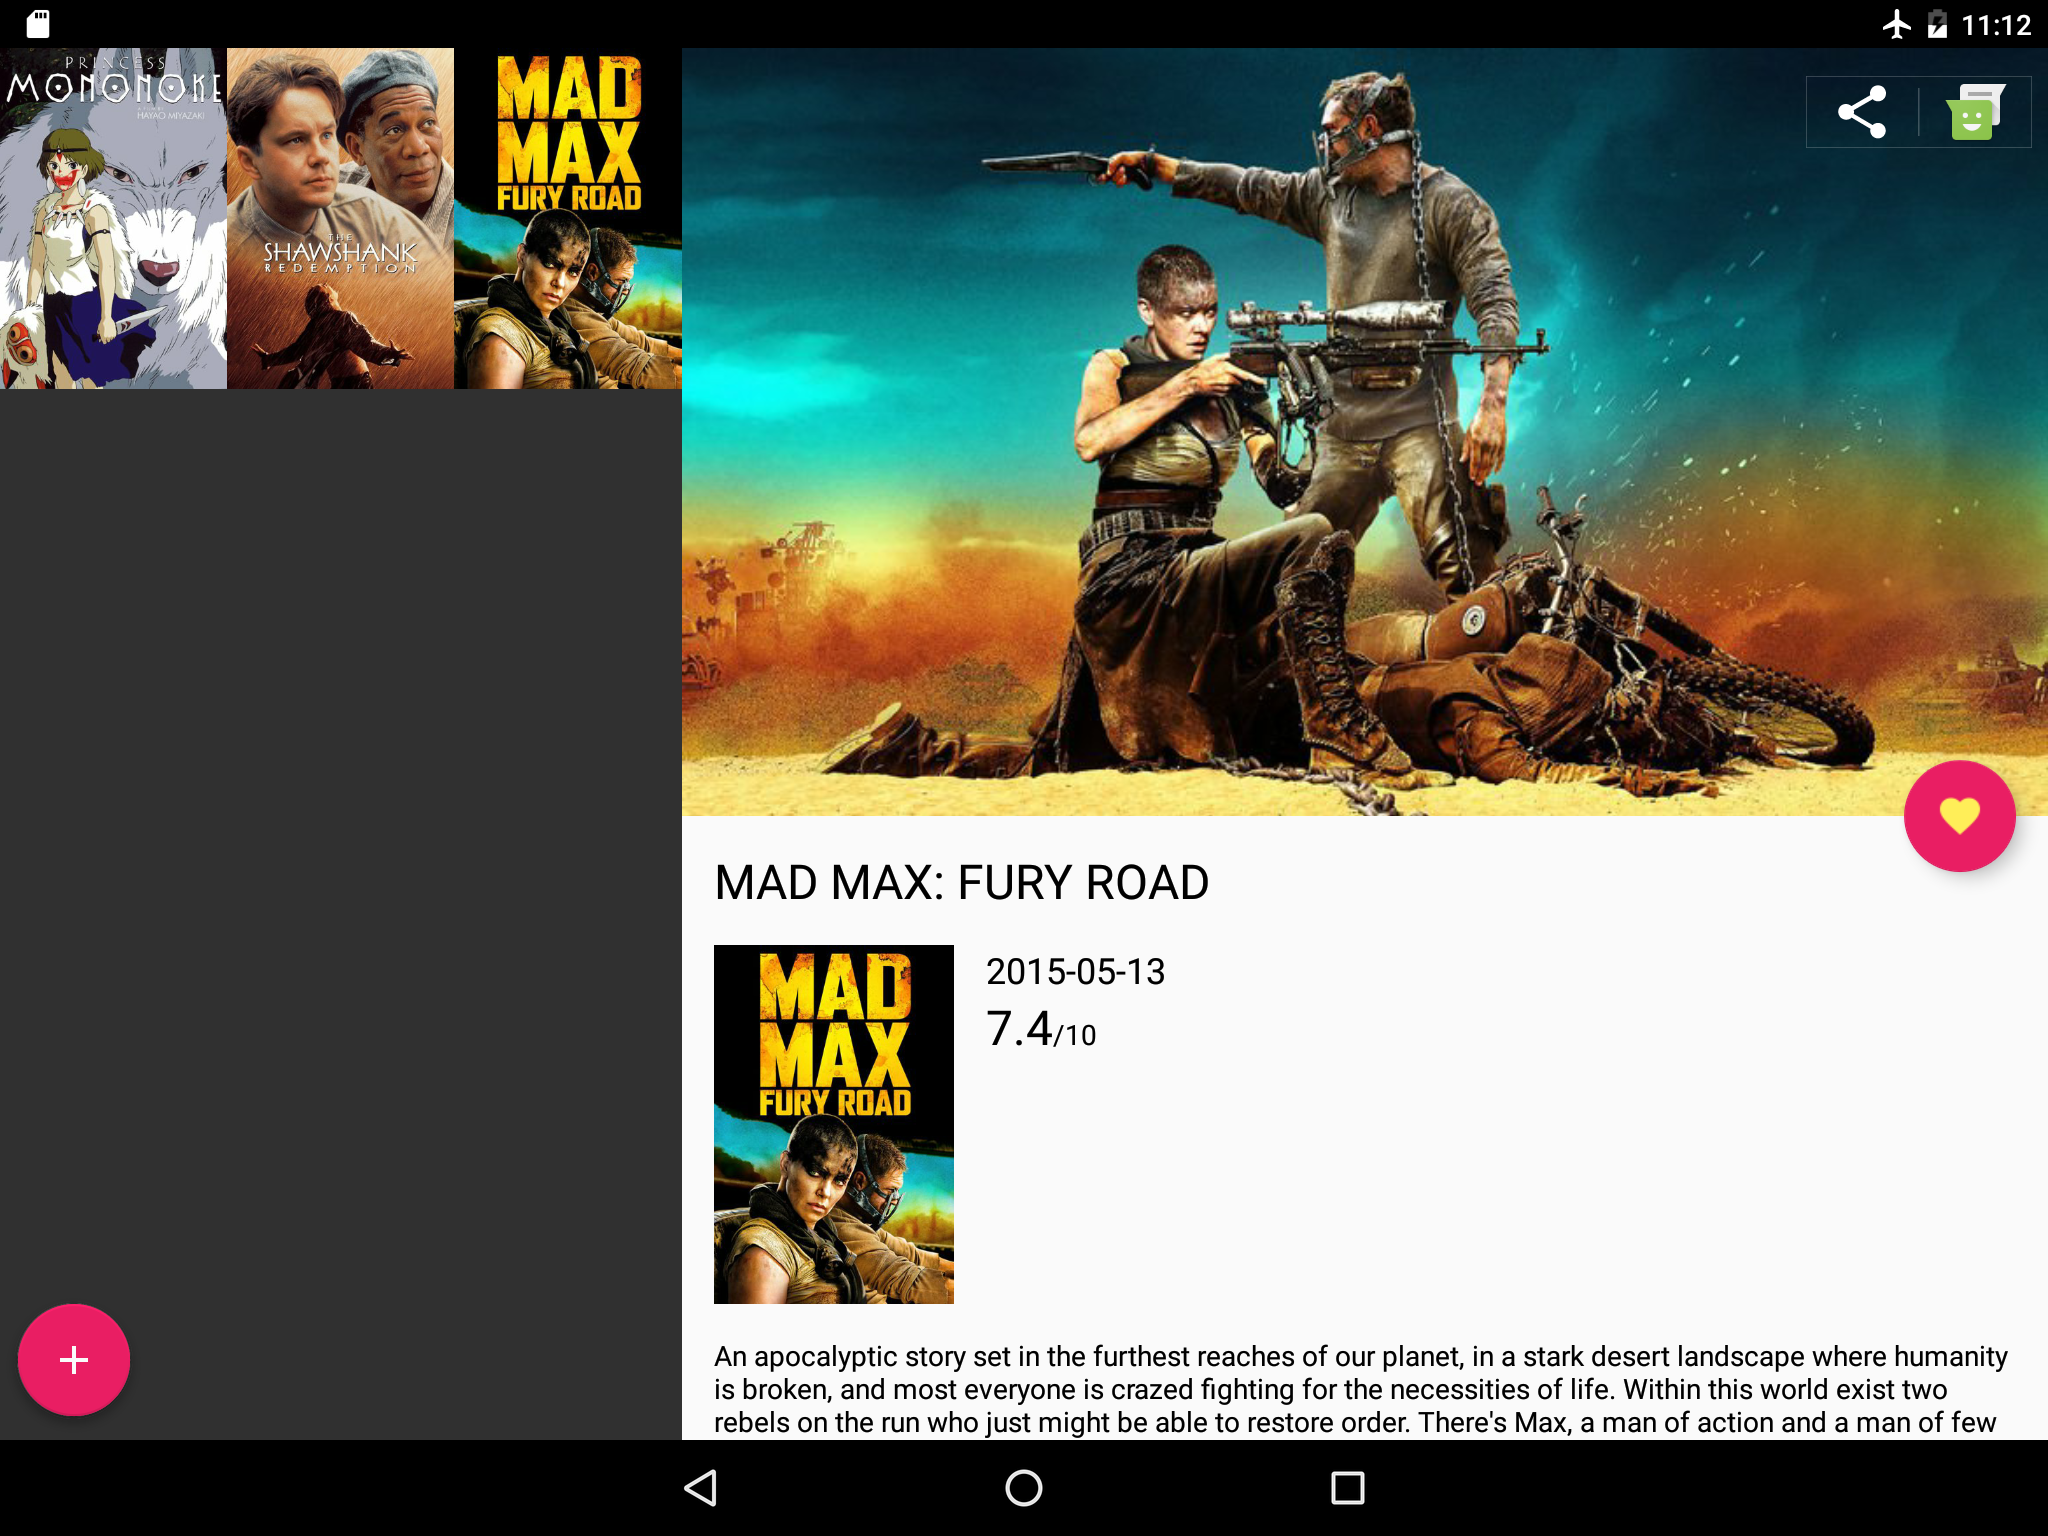 11:12
PRINCESS
MONONOKE
A FILM BY
HAYAO MIYAZAKI
THE
SHAWSHANK
REDEMPTION
MAD
MAX
FURY ROAD
MAD MAX: FURY ROAD
MAD
MAX
FURY ROAD
2015-05-13
7.4/10
An apocalyptic story set in the furthest reaches of our planet, in a stark desert landscape where humanity
is broken, and most everyone is crazed fighting for the necessities of life. Within this world exist two
rebels on the run who just might be able to restore order. There's Max, a man of action and a man of few